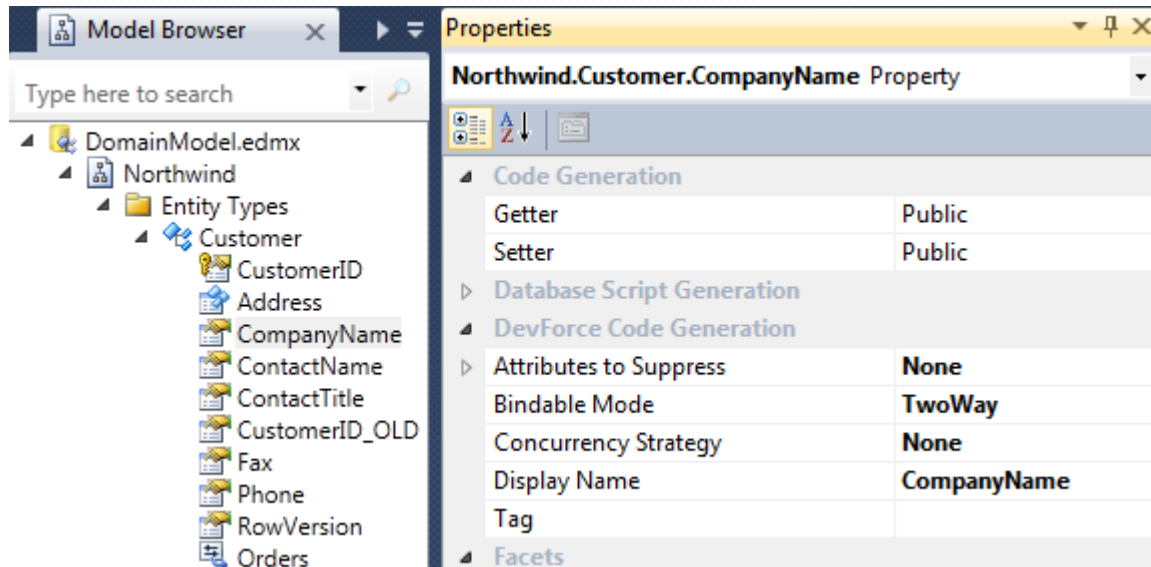 Model Browser
Type here to search
DomainModel.edmx
Northwind
Entity Types
Customer
CustomerID
Address
CompanyName
ContactName
ContactTitle
CustomerID_OLD
Fax
Phone
RowVersion
Orders
Properties
Northwind.Customer.CompanyName Property
Code Generation
Getter Public
Setter Public
Database Script Generation
DevForce Code Generation
Attributes to Suppress None
Bindable Mode TwoWay
Concurrency Strategy None
Display Name CompanyName
Tag
Facets